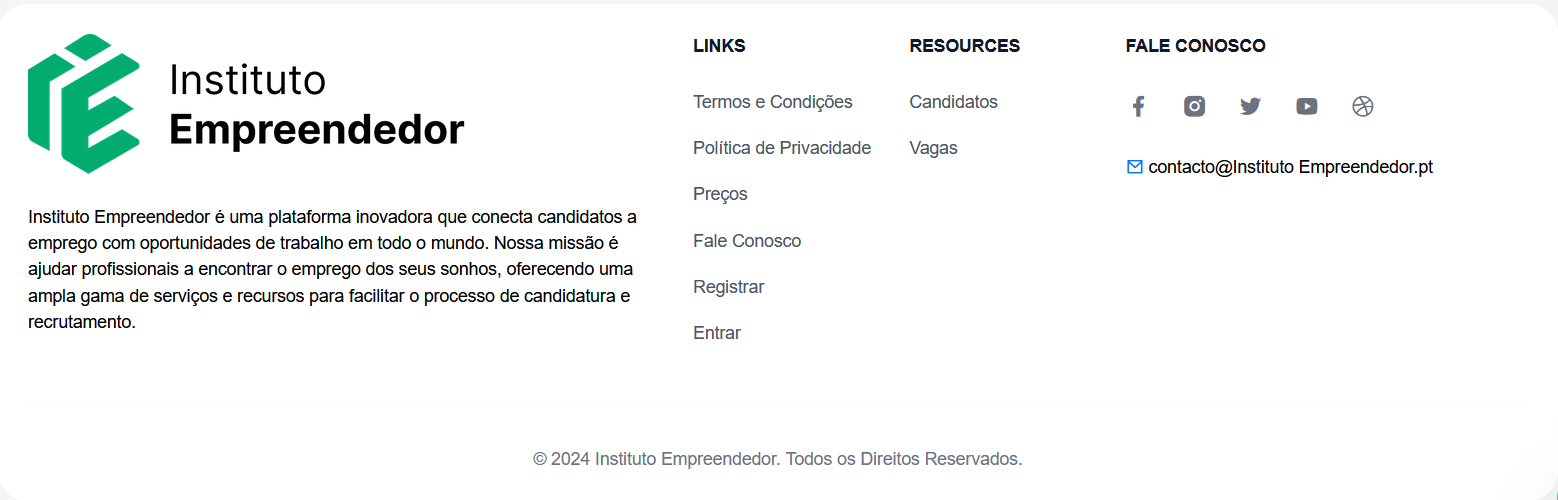 Instituto
Empreendedor
Instituto Empreendedor é uma plataforma inovadora que conecta candidatos a
emprego com oportunidades de trabalho em todo o mundo. Nossa missão é
ajudar profissionais a encontrar o emprego dos seus sonhos, oferecendo uma
ampla gama de serviços e recursos para facilitar o processo de candidatura e
recrutamento.
LINKS
Termos e Condições
Política de Privacidade
Preços
Fale Conosco
Registrar
Entrar
RESOURCES
Candidatos
Vagas
FALE CONOSCO
contacto@Instituto Empreendedor.pt
© 2024 Instituto Empreendedor. Todos os Direitos Reservados.